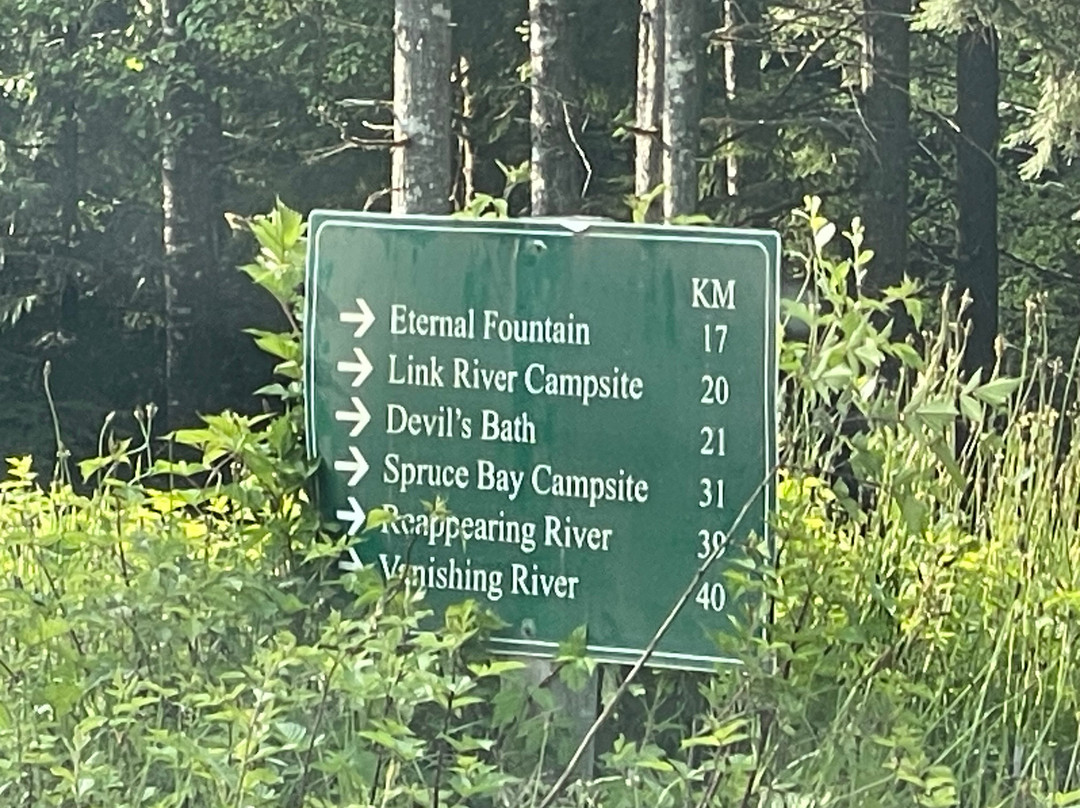 KM
→ Eternal Fountain 17
→ Link River Campsite 20
→ Devil's Bath 21
→ Spruce Bay Campsite 31
→ Reappearing River 39
→ Vanishing River 40